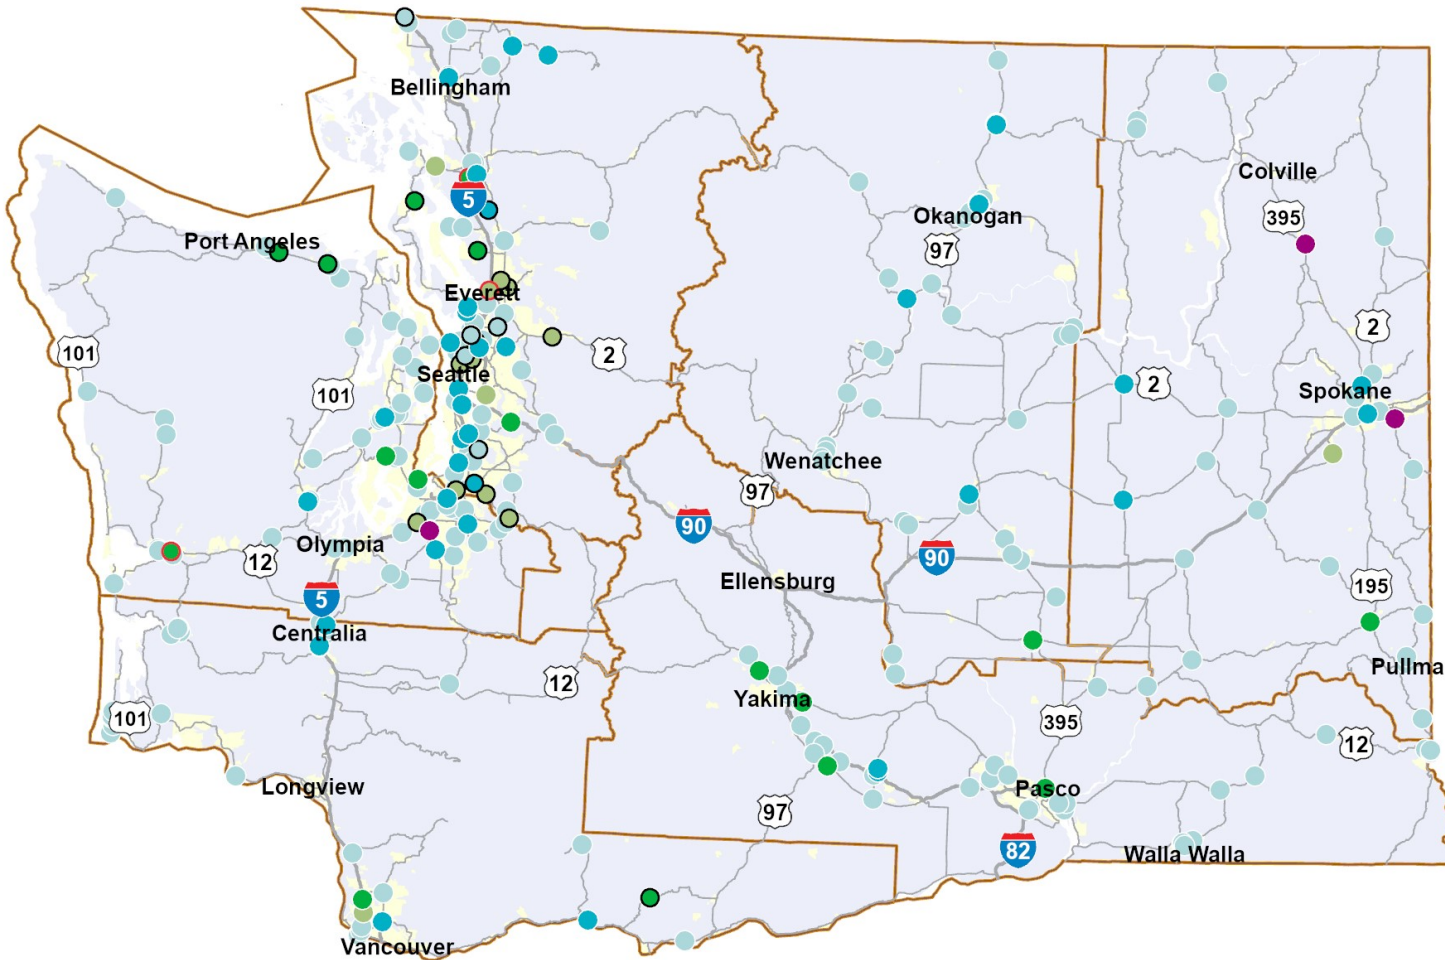 Bellingham
Colville
5
395
Okanogan
Port Angeles
97
Everett
2
101
2
Seattle
2
101
Spokane
Wenatchee
97
90
Olympia
12
90
Ellensburg
195
5
Centralia
Pullma
12
Yakima
101
395
12
Longview
Pasco
97
82
Walla Walla
Vancouver